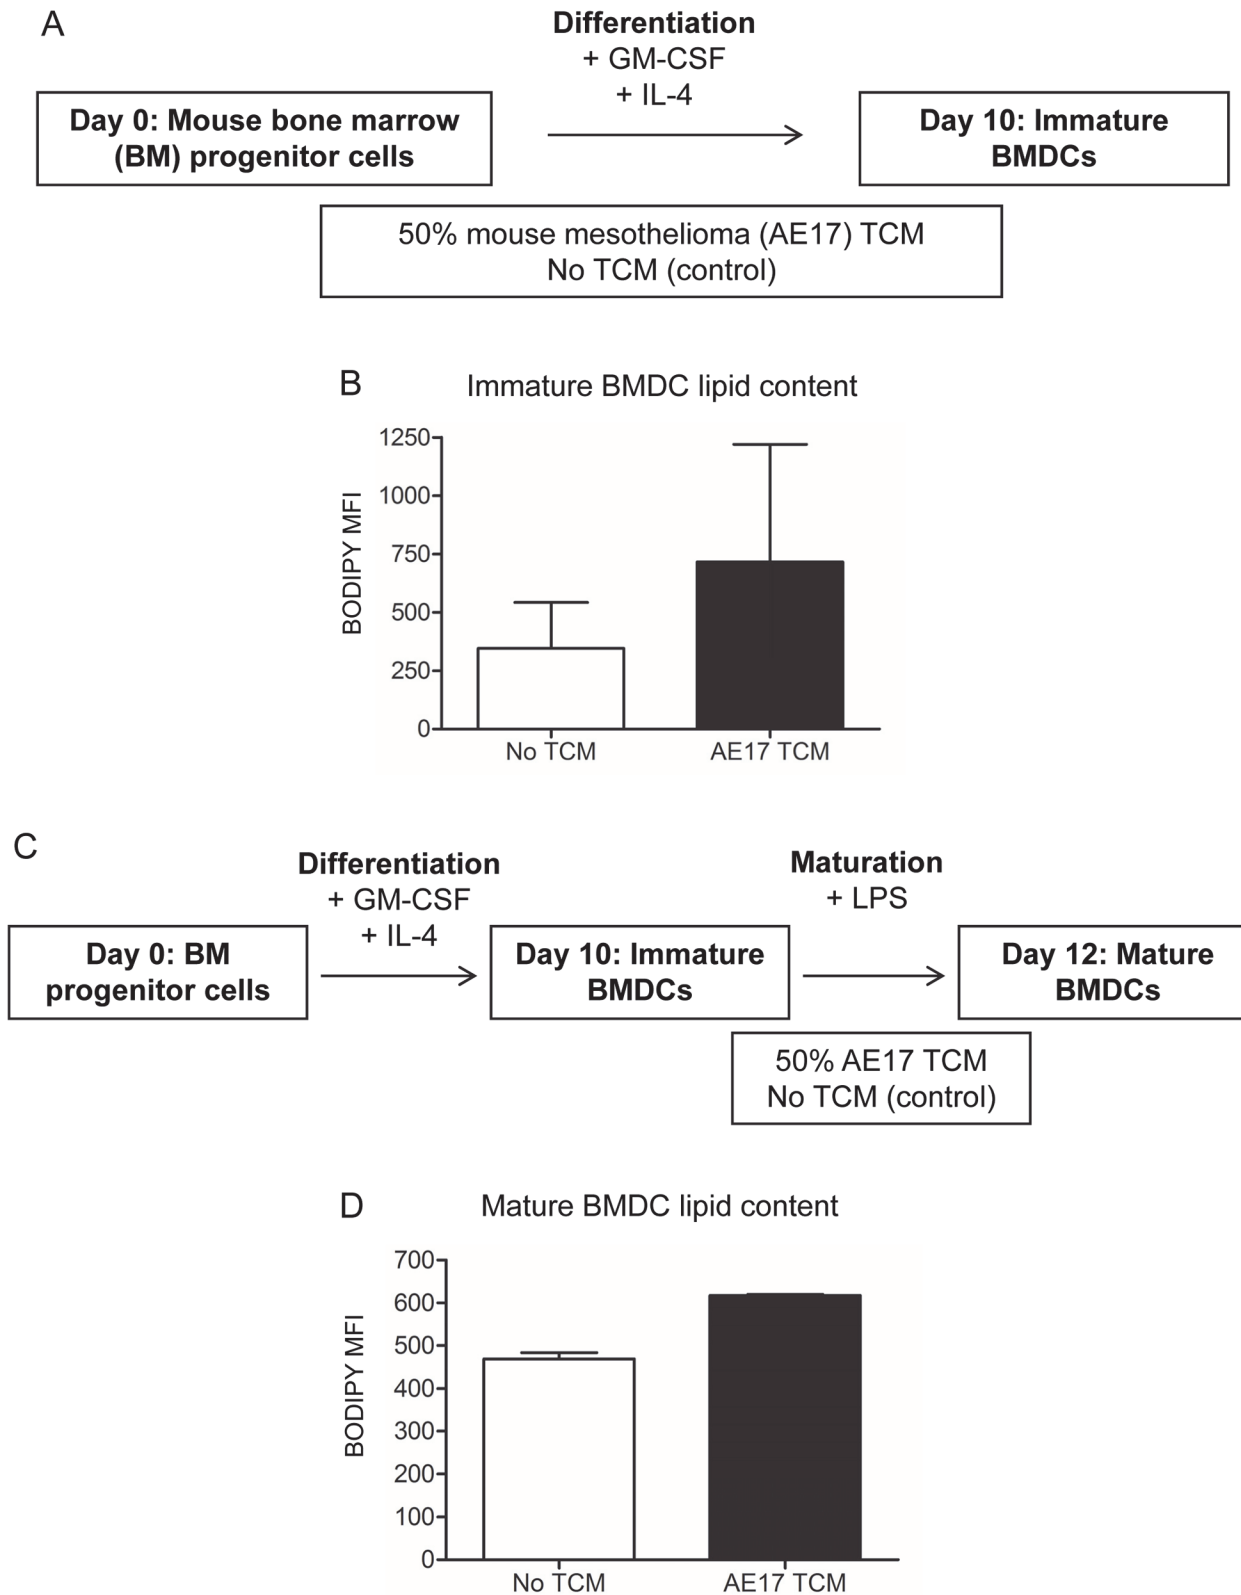 A
Differentiation
+ GM-CSF
+ IL-4
Day 0: Mouse bone marrow
(BM) progenitor cells
Day 10: Immature
BMDCs
50% mouse mesothelioma (AE17) TCM
No TCM (control)
B
Immature BMDC lipid content
BODIPY MFI
1250
1000
750
500
250
0
No TCM
AE17 TCM
C
Differentiation
+ GM-CSF
+ IL-4
Maturation
+ LPS
Day 0: BM
progenitor cells
Day 10: Immature
BMDCs
Day 12: Mature
BMDCs
50% AE17 TCM
No TCM (control)
D
Mature BMDC lipid content
BODIPY MFI
700
600
500
400
300
200
100
0
No TCM
AE17 TCM